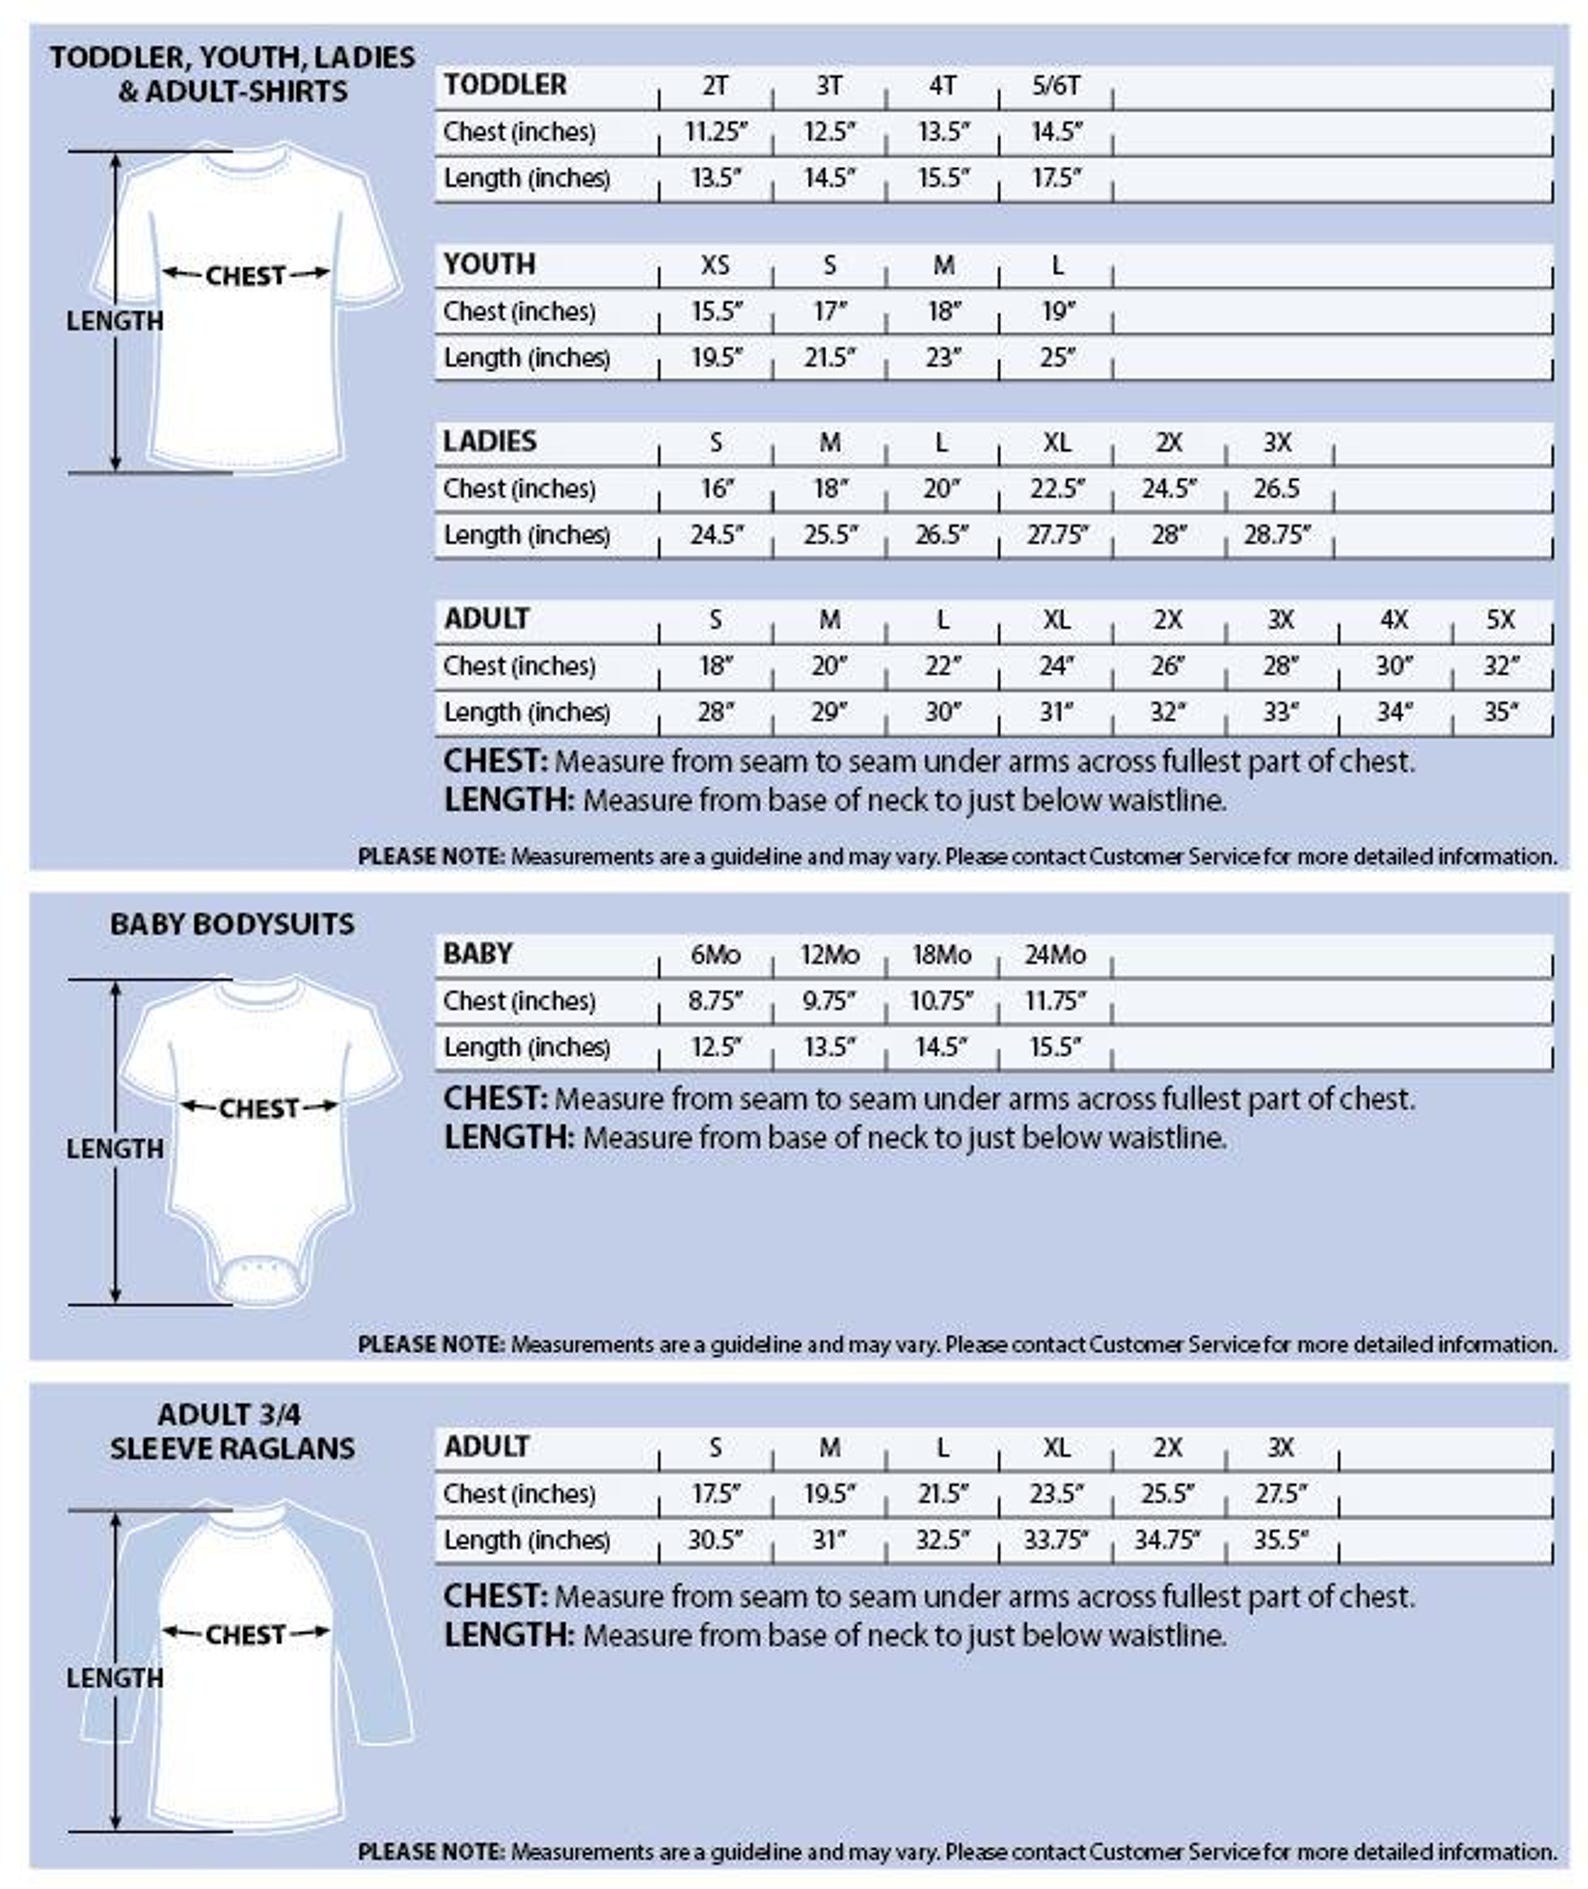 TODDLER, YOUTH, LADIES
& ADULT-SHIRTS
LENGTH
CHEST
TODDLER 2T 3T 4T 5/6T
Chest (inches) 11.25" 12.5" 13.5" 14.5"
Length (inches) 13.5" 14.5" 15.5" 17.5"
YOUTH XS S M L
Chest (inches) 15.5" 17" 18" 19"
Length (inches) 19.5" 21.5" 23" 25"
LADIES S M L XL 2X 3X
Chest (inches) 16" 18" 20" 22.5" 24.5" 26.5
Length (inches) 24.5" 25.5" 26.5" 27.75" 28" 28.75"
ADULT S M L XL 2X 3X 4X 5X
Chest (inches) 18" 20" 22" 24" 26" 28" 30" 32"
Length (inches) 28" 29" 30" 31" 32" 33" 34" 35"
CHEST: Measure from seam to seam under arms across fullest part of chest.
LENGTH: Measure from base of neck to just below waistline.
PLEASE NOTE: Measurements are a guideline and may vary. Please contact Customer Service for more detailed information.
BABY BODYSUITS
LENGTH
CHEST
BABY 6Mo 12Mo 18Mo 24Mo
Chest (inches) 8.75" 9.75" 10.75" 11.75"
Length (inches) 12.5" 13.5" 14.5" 15.5"
CHEST: Measure from seam to seam under arms across fullest part of chest.
LENGTH: Measure from base of neck to just below waistline.
PLEASE NOTE: Measurements are a guideline and may vary. Please contact Customer Service for more detailed information.
ADULT 3/4
SLEEVE RAGLANS
LENGTH
CHEST
ADULT S M L XL 2X 3X
Chest (inches) 17.5" 19.5" 21.5" 23.5" 25.5" 27.5"
Length (inches) 30.5" 31" 32.5" 33.75" 34.75" 35.5"
CHEST: Measure from seam to seam under arms across fullest part of chest.
LENGTH: Measure from base of neck to just below waistline.
PLEASE NOTE: Measurements are a guideline and may vary. Please contact Customer Service for more detailed information.